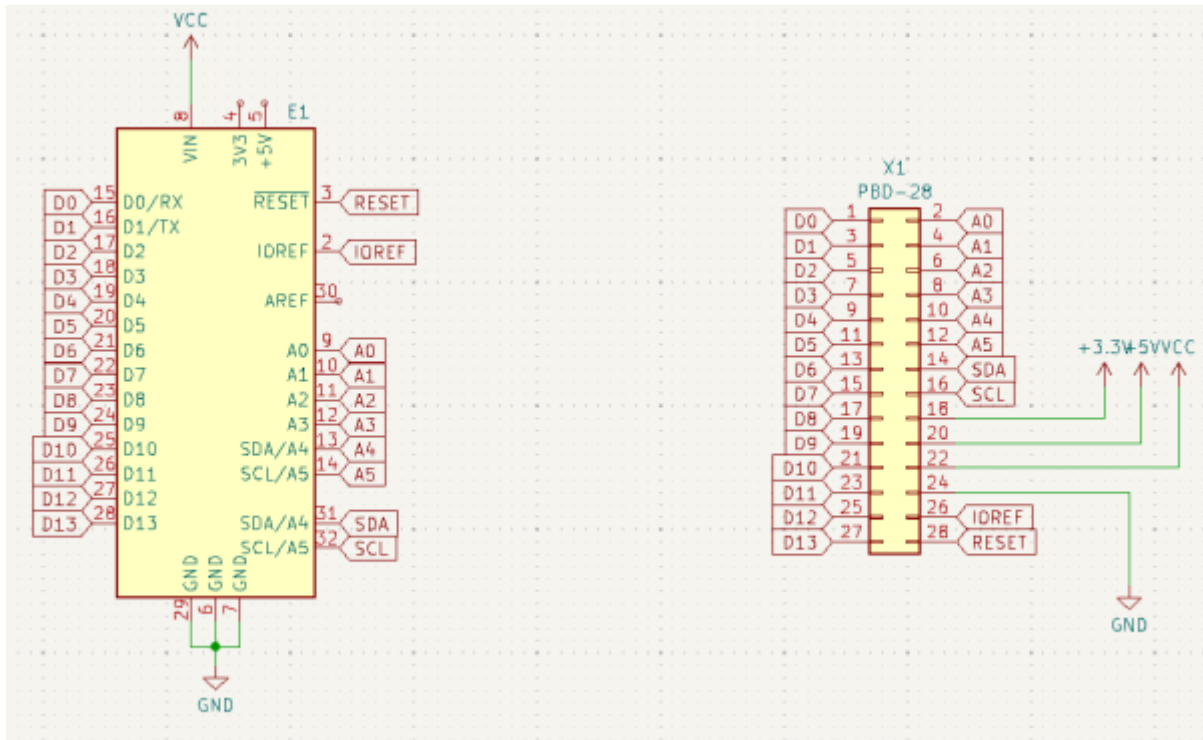 VCC
8 4 5 E1
VIN 3V3 +5V
D0 15 D0/RX RESET 3 RESET
D1 16 D1/TX
D2 17 D2 IOREF 2 IOREF
D3 18 D3
D4 19 D4 AREF 30
D5 20 D5
D6 21 D6 A0 9 A0
D7 22 D7 A1 10 A1
D8 23 D8 A2 11 A2
D9 24 D9 A3 12 A3
D10 25 D10 SDA/A4 13 A4
D11 26 D11 SCL/A5 14 A5
D12 27 D12
D13 28 D13 SDA/A4 31 SDA
SCL/A5 32 SCL
GND GND GND
29 6 7
GND
X1
PBD-28
D0 1 2 A0
D1 3 4 A1
D2 5 6 A2
D3 7 8 A3
D4 9 10 A4
D5 11 12 A5
D6 13 14 SDA
D7 15 16 SCL
D8 17 18
D9 19 20
D10 21 22
D11 23 24
D12 25 26 IOREF
D13 27 28 RESET
+3.3V +5V VCC
GND